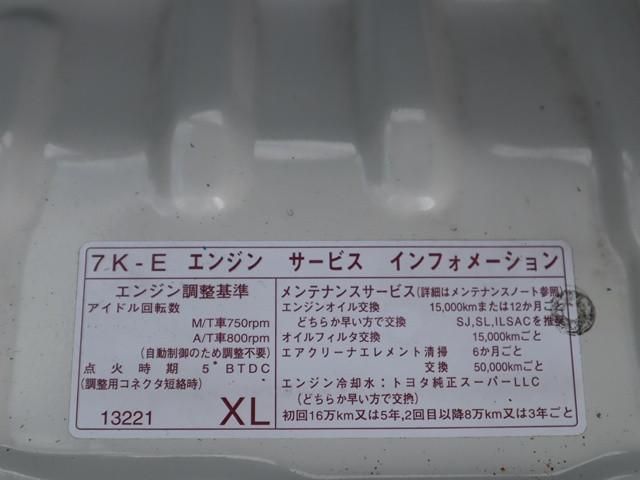 7K-E エンジン サービス インフォメーション
エンジン調整基準
アイドル回転数
M/T車750rpm
A/T車800rpm
(自動制御のため調整不要)
点火時期 5°BTDC
(調整用コネクタ短絡時)
13221 XL
メンテナンスサービス(詳細はメンテナンスノート参照)
エンジンオイル交換 15,000kmまたは12か月ごと
どちらか早い方で交換 SJ,SL,ILSACを推奨
オイルフィルタ交換 15,000kmごと
エアクリーナエレメント清掃 6か月ごと
交換 50,000kmごと
エンジン冷却水:トヨタ純正スーパーLLC
(どちらか早い方で交換)
初回16万km又は5年,2回目以降8万km又は3年ごと